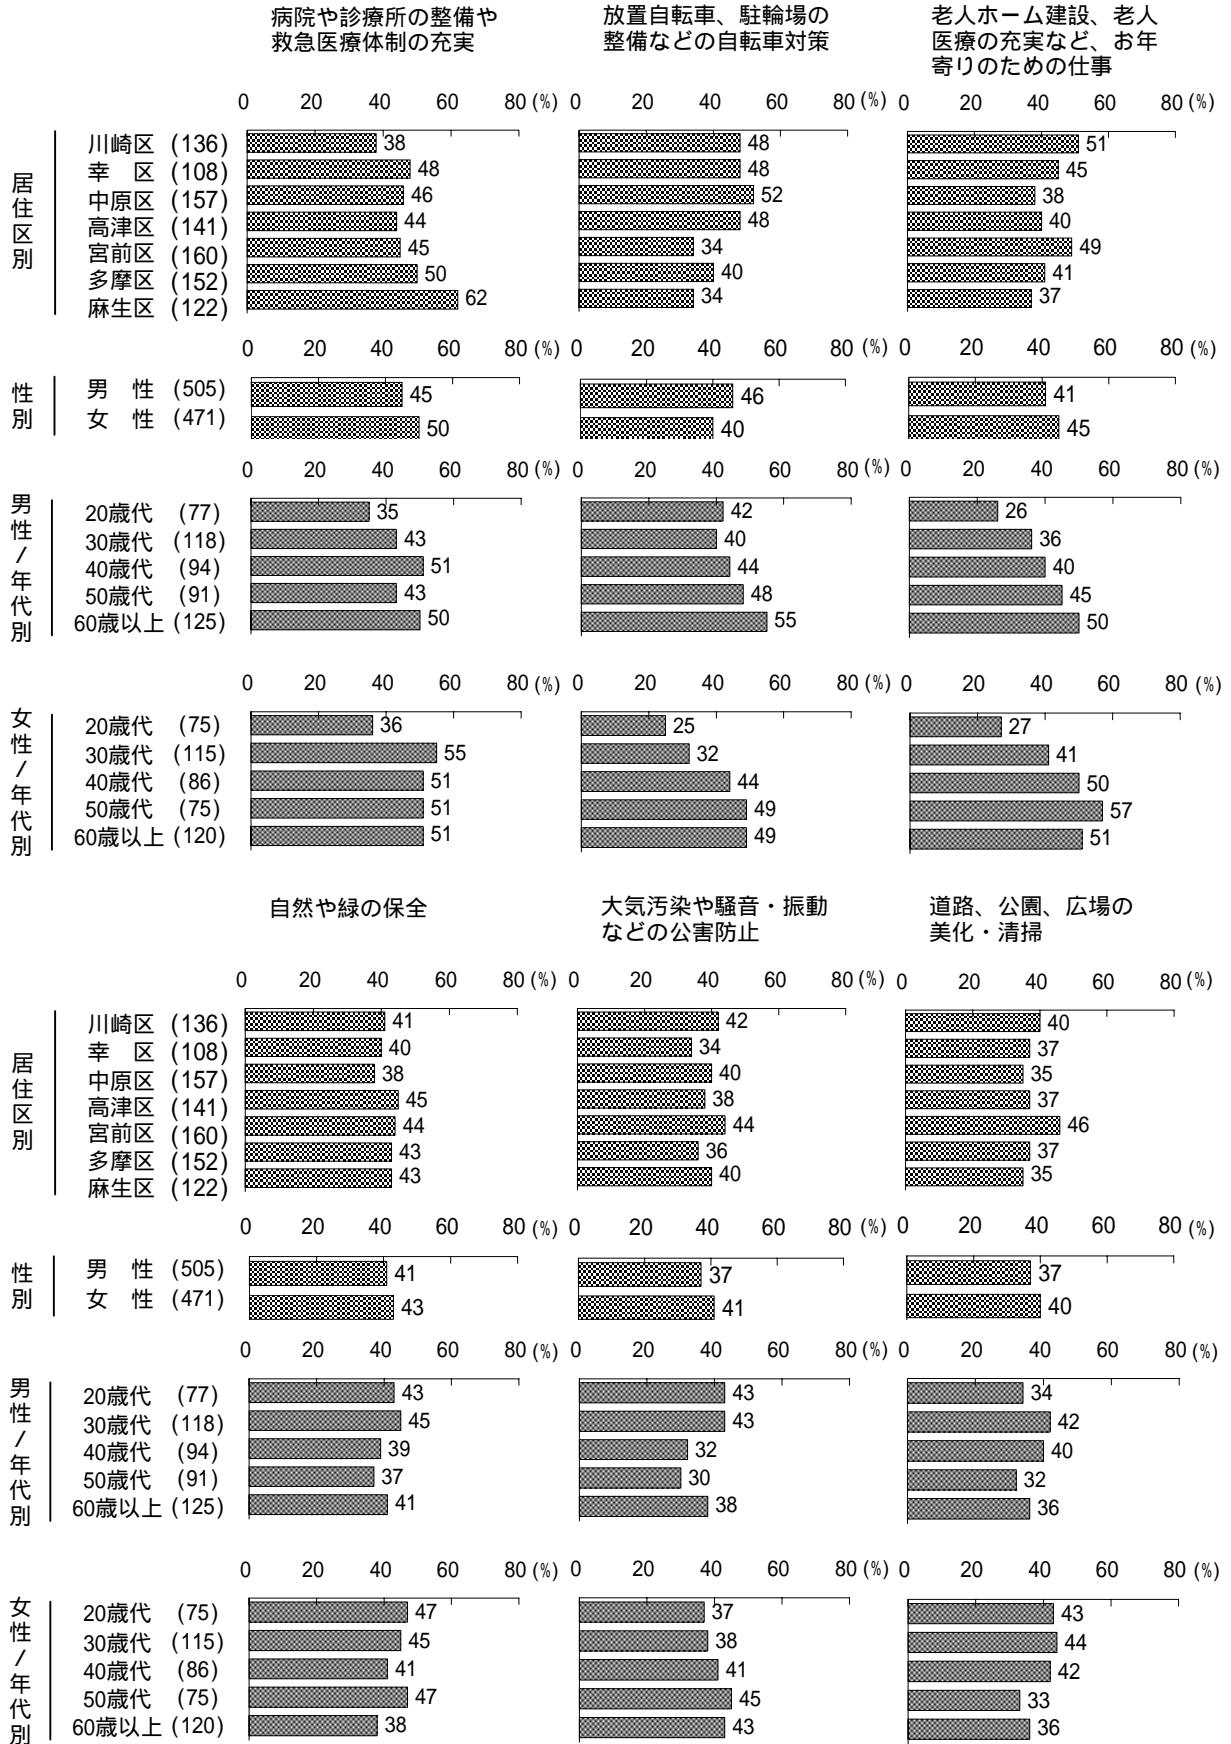 病院や診療所の整備や
救急医療体制の充実
放置自転車、駐輪場の
整備などの自転車対策
老人ホーム建設、老人
医療の充実など、お年
寄りのための仕事
0 20 40 60 80 (%) 0 20 40 60 80 (%) 0 20 40 60 80 (%)
居住区別
川崎区 (136) 38 48 51
幸 区 (108) 48 48 45
中原区 (157) 46 52 38
高津区 (141) 44 48 40
宮前区 (160) 45 34 49
多摩区 (152) 50 40 41
麻生区 (122) 62 34 37
0 20 40 60 80 (%) 0 20 40 60 80 (%) 0 20 40 60 80 (%)
性別
男 性 (505) 45 46 41
女 性 (471) 50 40 45
0 20 40 60 80 (%) 0 20 40 60 80 (%) 0 20 40 60 80 (%)
男性/年代別
20歳代 (77) 35 42 26
30歳代 (118) 43 40 36
40歳代 (94) 51 44 40
50歳代 (91) 43 48 45
60歳以上 (125) 50 55 50
0 20 40 60 80 (%) 0 20 40 60 80 (%) 0 20 40 60 80 (%)
女性/年代別
20歳代 (75) 36 25 27
30歳代 (115) 55 32 41
40歳代 (86) 51 44 50
50歳代 (75) 51 49 57
60歳以上 (120) 51 49 51
自然や緑の保全
大気汚染や騒音・振動
などの公害防止
道路、公園、広場の
美化・清掃
0 20 40 60 80 (%) 0 20 40 60 80 (%) 0 20 40 60 80 (%)
居住区別
川崎区 (136) 41 42 40
幸 区 (108) 40 34 37
中原区 (157) 38 40 35
高津区 (141) 45 38 37
宮前区 (160) 44 44 46
多摩区 (152) 43 36 37
麻生区 (122) 43 40 35
0 20 40 60 80 (%) 0 20 40 60 80 (%) 0 20 40 60 80 (%)
性別
男 性 (505) 41 37 37
女 性 (471) 43 41 40
0 20 40 60 80 (%) 0 20 40 60 80 (%) 0 20 40 60 80 (%)
男性/年代別
20歳代 (77) 43 43 34
30歳代 (118) 45 43 42
40歳代 (94) 39 32 40
50歳代 (91) 37 30 32
60歳以上 (125) 41 38 36
0 20 40 60 80 (%) 0 20 40 60 80 (%) 0 20 40 60 80 (%)
女性/年代別
20歳代 (75) 47 37 43
30歳代 (115) 45 38 44
40歳代 (86) 41 41 42
50歳代 (75) 47 45 33
60歳以上 (120) 38 43 36